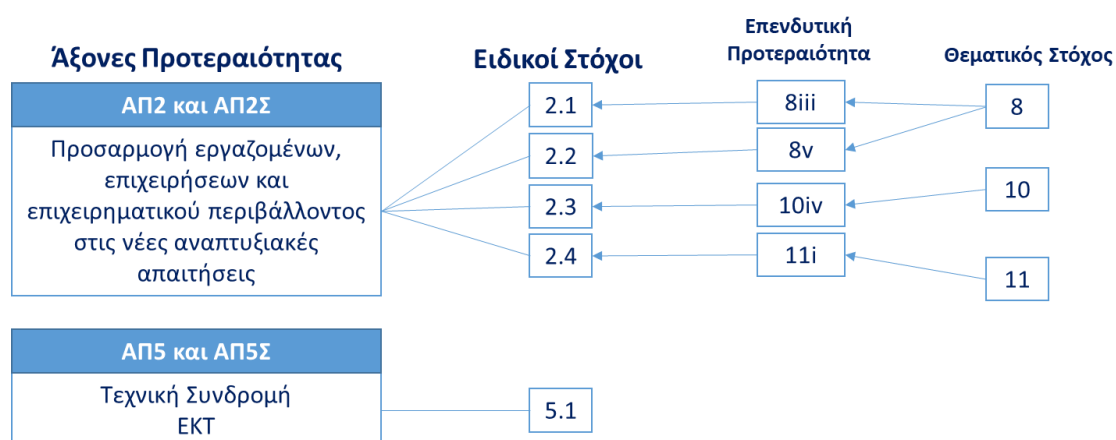 Άξονες Προτεραιότητας
Ειδικοί Στόχοι
Επενδυτική
Προτεραιότητα
Θεματικός Στόχος
ΑΠ2 και ΑΠ2Σ
Προσαρμογή εργαζομένων,
επιχειρήσεων και
επιχειρηματικού περιβάλλοντος
στις νέες αναπτυξιακές
απαιτήσεις
2.1
8iii
8
2.2
8v
2.3
10iv
10
2.4
11i
11
ΑΠ5 και ΑΠ5Σ
Τεχνική Συνδρομή
ΕΚΤ
5.1